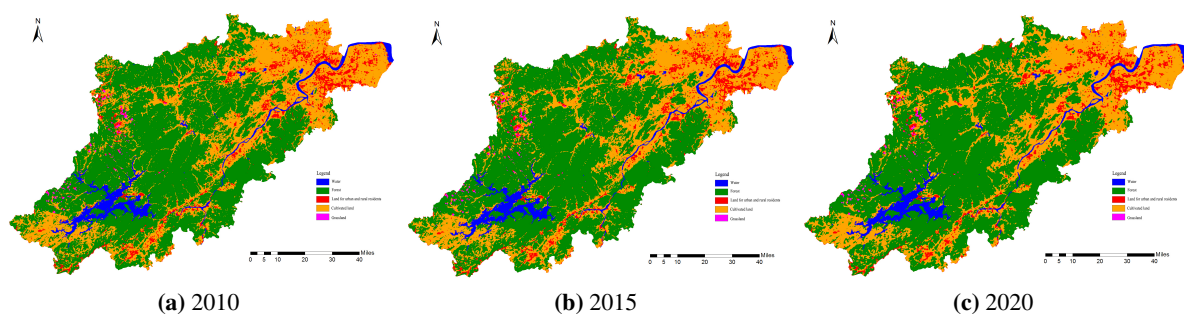 N
Legend
Water
Forest
Land for urban and rural residents
Cultivated land
Grassland
Miles
0 5 10 20 30 40
(a) 2010
N
Legend
Water
Forest
Land for urban and rural residents
Cultivated land
Grassland
Miles
0 5 10 20 30 40
(b) 2015
N
Legend
Water
Forest
Land for urban and rural residents
Cultivated land
Grassland
Miles
0 5 10 20 30 40
(c) 2020